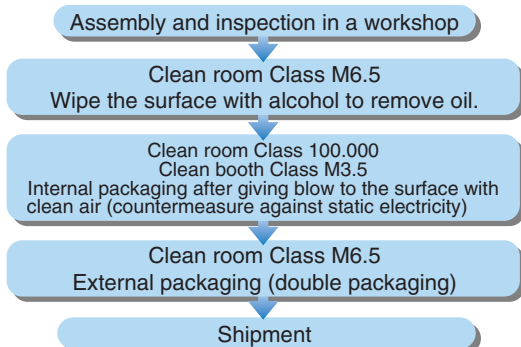 Assembly and inspection in a workshop
Clean room Class M6.5
Wipe the surface with alcohol to remove oil.
Clean room Class 100.000
Clean booth Class M3.5
Internal packaging after giving blow to the surface with
clean air (countermeasure against static electricity)
Clean room Class M6.5
External packaging (double packaging)
Shipment